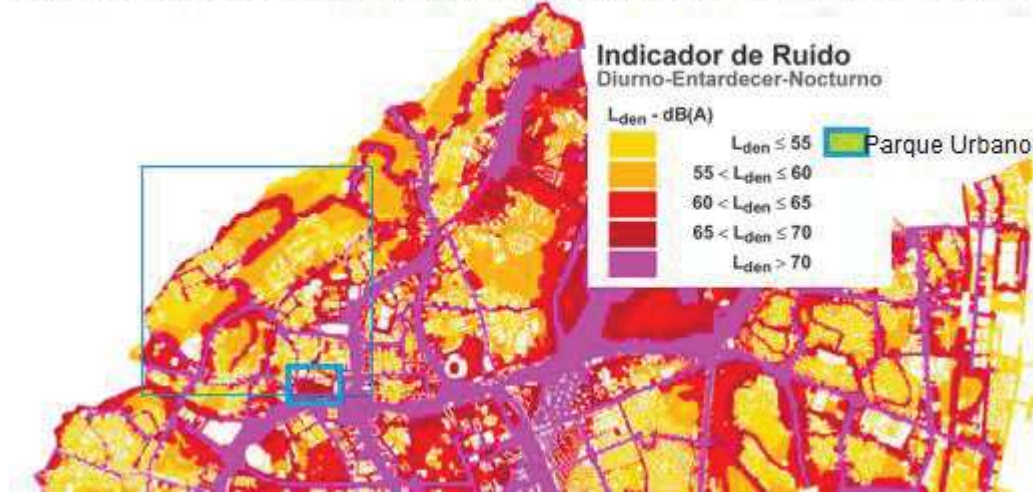 Indicador de Ruído
Diurno-Entardecer-Nocturno
Lden - dB(A)
Lden ≤ 55
Parque Urbano
55 < Lden ≤ 60
60 < Lden ≤ 65
65 < Lden ≤ 70
Lden > 70